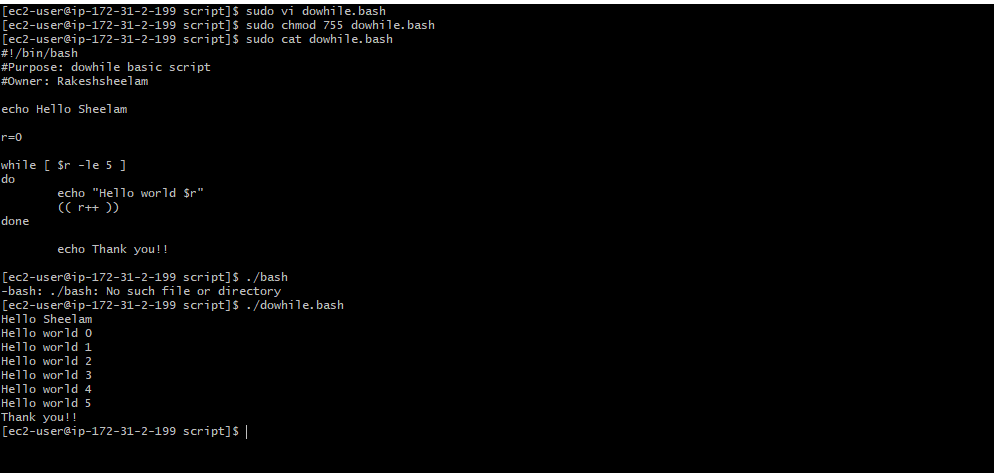 [ec2-user@ip-172-31-2-199 script]$ sudo vi dowhile.bash
[ec2-user@ip-172-31-2-199 script]$ sudo chmod 755 dowhile.bash
[ec2-user@ip-172-31-2-199 script]$ sudo cat dowhile.bash
#!/bin/bash
#Purpose: dowhile basic script
#Owner: Rakeshsheelam
echo Hello Sheelam
r=0
while [ $r -le 5 ]
do
echo "Hello world $r"
(( r++ ))
done
echo Thank you!!
[ec2-user@ip-172-31-2-199 script]$ ./bash
-bash: ./bash: No such file or directory
[ec2-user@ip-172-31-2-199 script]$ ./dowhile.bash
Hello Sheelam
Hello world 0
Hello world 1
Hello world 2
Hello world 3
Hello world 4
Hello world 5
Thank you!!
[ec2-user@ip-172-31-2-199 script]$